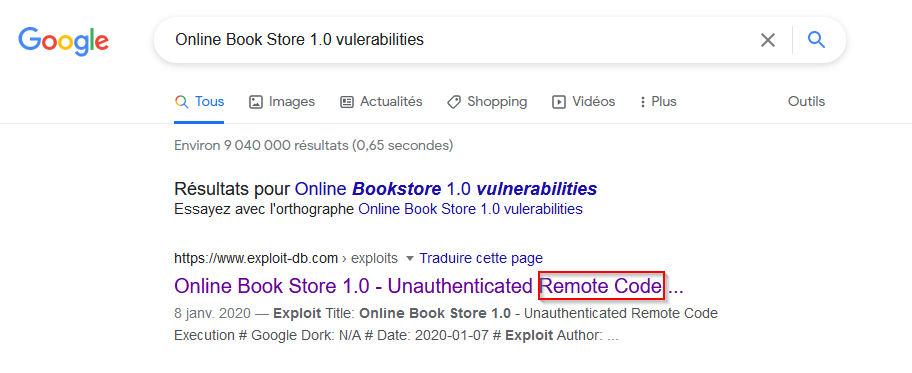 Google
Online Book Store 1.0 vulerabilities
Tous Images Actualités Shopping Vidéos Plus Outils
Environ 9 040 000 résultats (0,65 secondes)
Résultats pour Online Bookstore 1.0 vulnerabilities
Essayez avec l'orthographe Online Book Store 1.0 vulerabilities
https://www.exploit-db.com › exploits Traduire cette page
Online Book Store 1.0 - Unauthenticated Remote Code ...
8 janv. 2020 — Exploit Title: Online Book Store 1.0 - Unauthenticated Remote Code
Execution # Google Dork: N/A # Date: 2020-01-07 # Exploit Author: ...